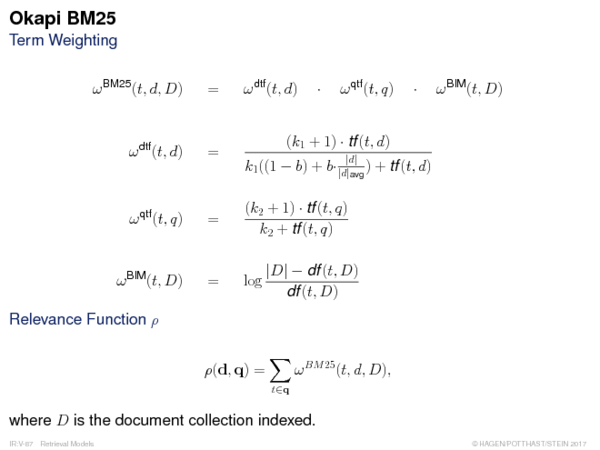 Okapi BM25
Term Weighting
ω^BM25(t, d, D) = ω^dtf(t, d) · ω^qtf(t, q) · ω^BIM(t, D)
ω^dtf(t, d) = (k₁ + 1) · tf(t, d) / k₁((1 − b) + b·|d|/|d|avg) + tf(t, d)
ω^qtf(t, q) = (k₂ + 1) · tf(t, q) / k₂ + tf(t, q)
ω^BIM(t, D) = log |D| − df(t, D) / df(t, D)
Relevance Function ρ
ρ(d, q) = ∑ t∈q ω^BM25(t, d, D),
where D is the document collection indexed.
IR:V-67 Retrieval Models © HAGEN/POTTHAST/STEIN 2017